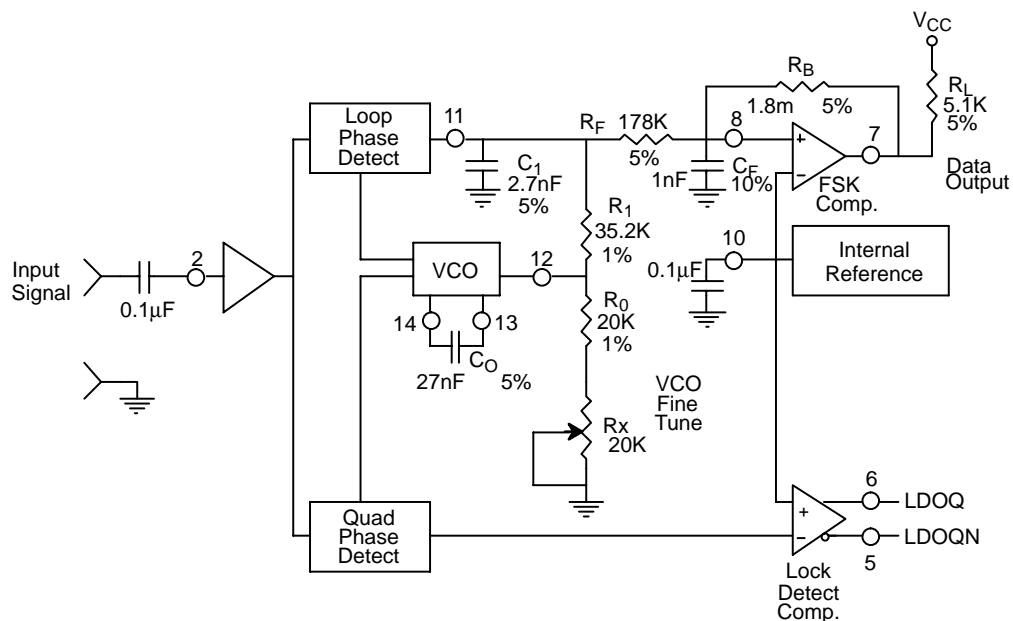 VCC
RB
1.8m 5%
RL
5.1K
5%
Loop
Phase
Detect
11
RF
178K
5%
8
7
+
−
FSK
Comp.
Data
Output
C1
2.7nF
5%
1nF
CF
10%
R1
35.2K
1%
10
0.1µF
Internal
Reference
Input
Signal
0.1µF
2
VCO
12
14
13
27nF
CO
5%
R0
20K
1%
VCO
Fine
Tune
Rx
20K
Quad
Phase
Detect
+
−
6
LDOQ
LDOQN
5
Lock
Detect
Comp.